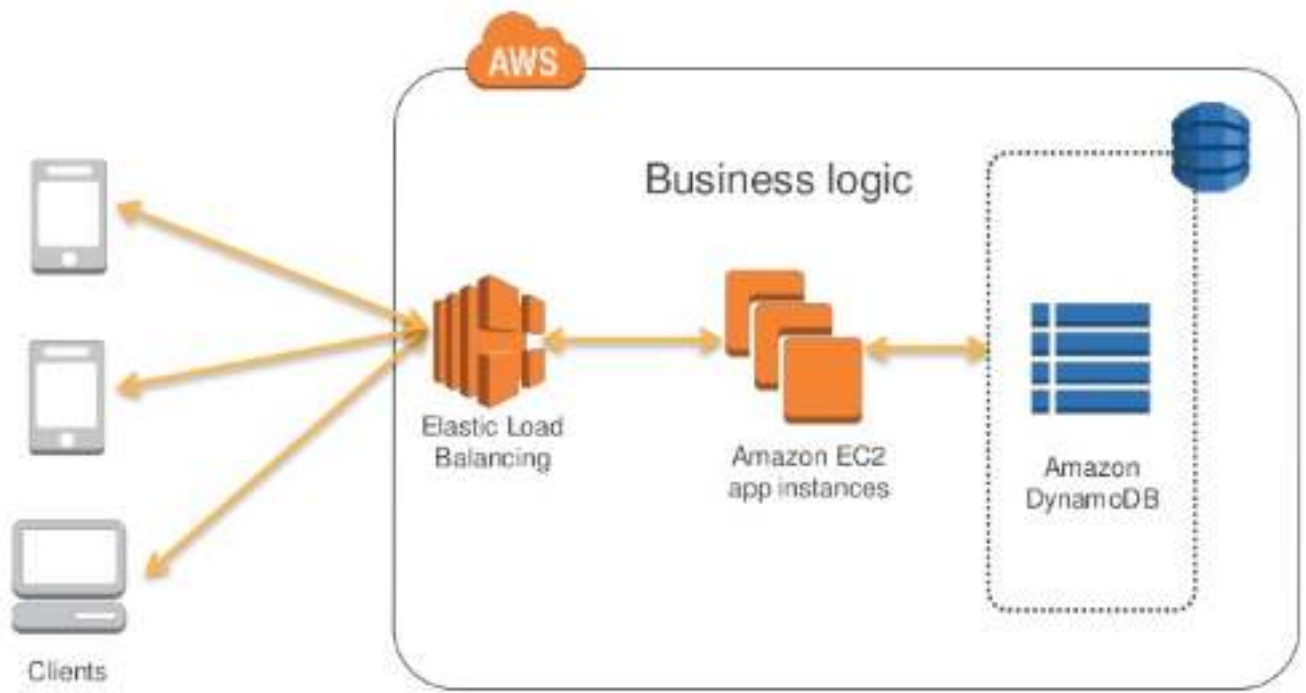 AWS
Business logic
Elastic Load
Balancing
Amazon EC2
app instances
Amazon
DynamoDB
Clients